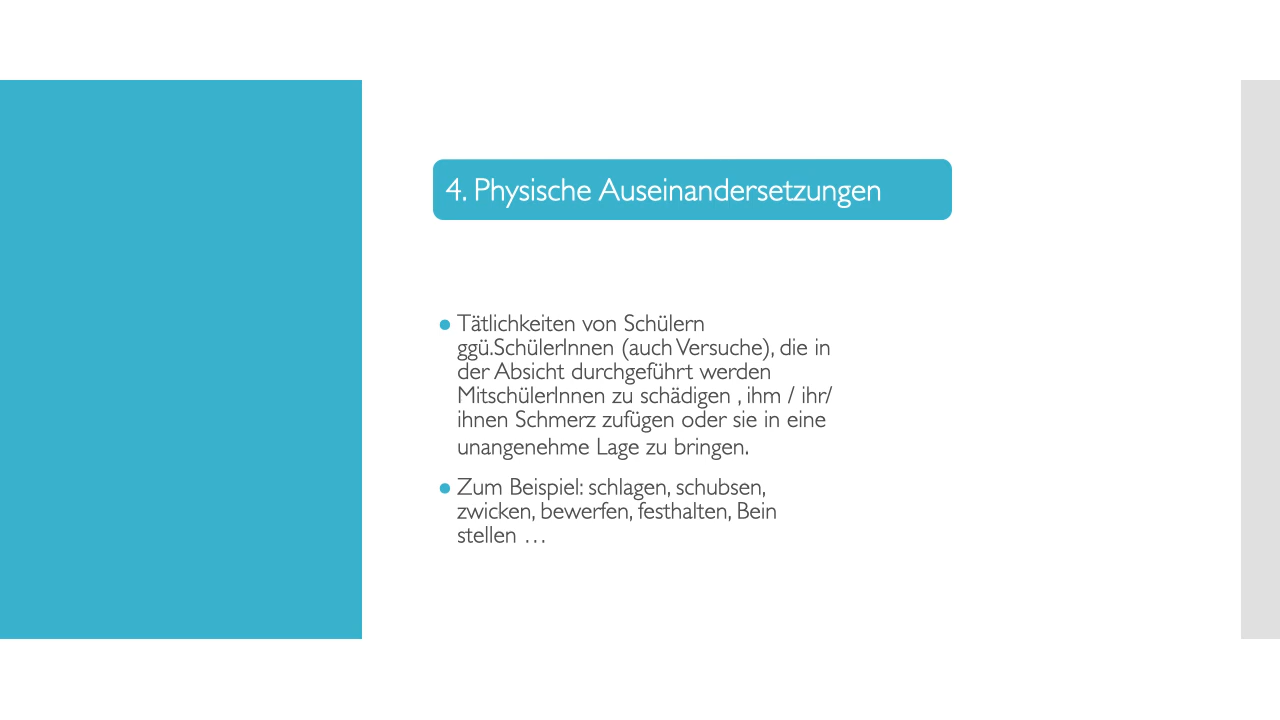 4. Physische Auseinandersetzungen
• Tätlichkeiten von Schülern
ggü.SchülerInnen (auch Versuche), die in
der Absicht durchgeführt werden
MitschülerInnen zu schädigen , ihm / ihr/
ihnen Schmerz zufügen oder sie in eine
unangenehme Lage zu bringen.
• Zum Beispiel: schlagen, schubsen,
zwicken, bewerfen, festhalten, Bein
stellen …